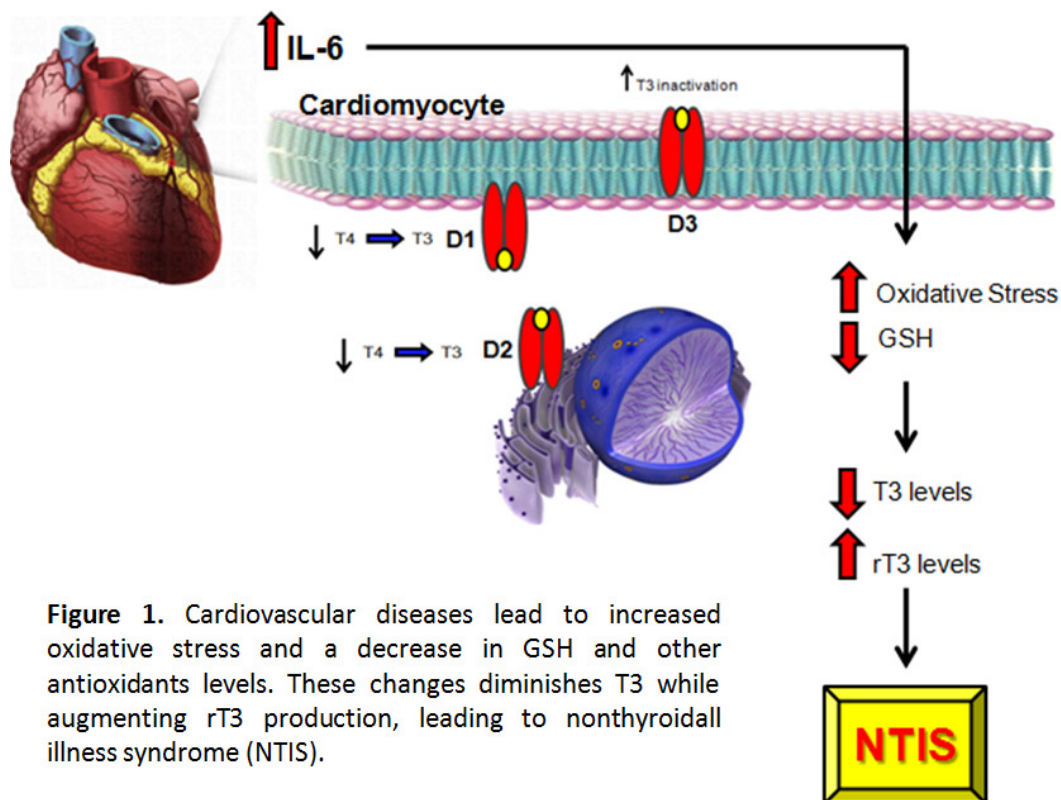 IL-6
T3 inactivation
Cardiomyocyte
D3
T4 T3 D1
Oxidative Stress
GSH
T4 T3 D2
T3 levels
rT3 levels
Figure 1. Cardiovascular diseases lead to increased
oxidative stress and a decrease in GSH and other
antioxidants levels. These changes diminishes T3 while
augmenting rT3 production, leading to nonthyroidall
illness syndrome (NTIS).
NTIS